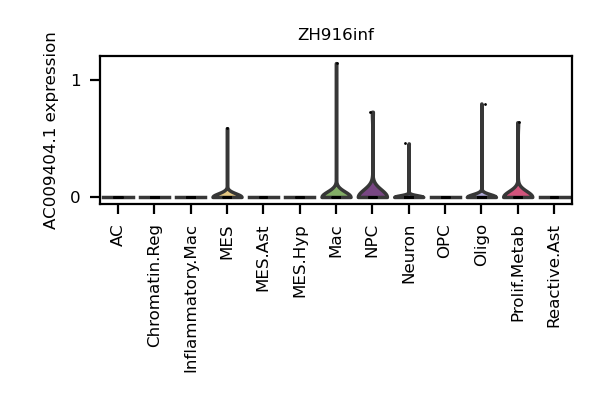 ZH916inf
AC009404.1 expression
1
0
AC
Chromatin.Reg
Inflammatory.Mac
MES
MES.Ast
MES.Hyp
Mac
NPC
Neuron
OPC
Oligo
Prolif.Metab
Reactive.Ast